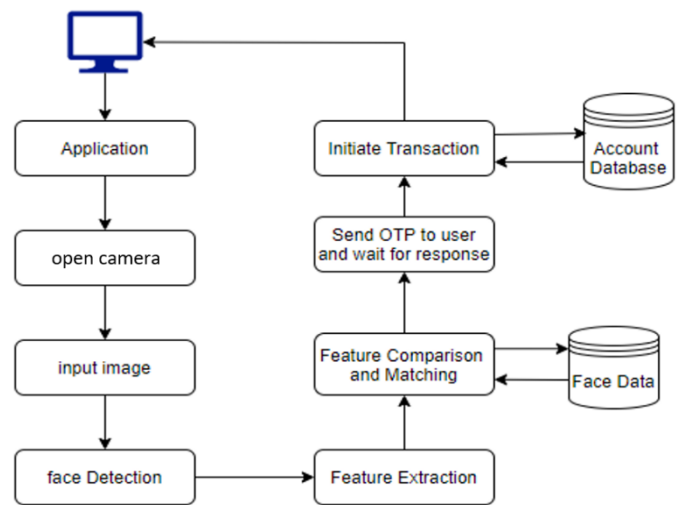 Application
open camera
input image
face Detection
Feature Extraction
Feature Comparison
and Matching
Face Data
Send OTP to user
and wait for response
Initiate Transaction
Account
Database